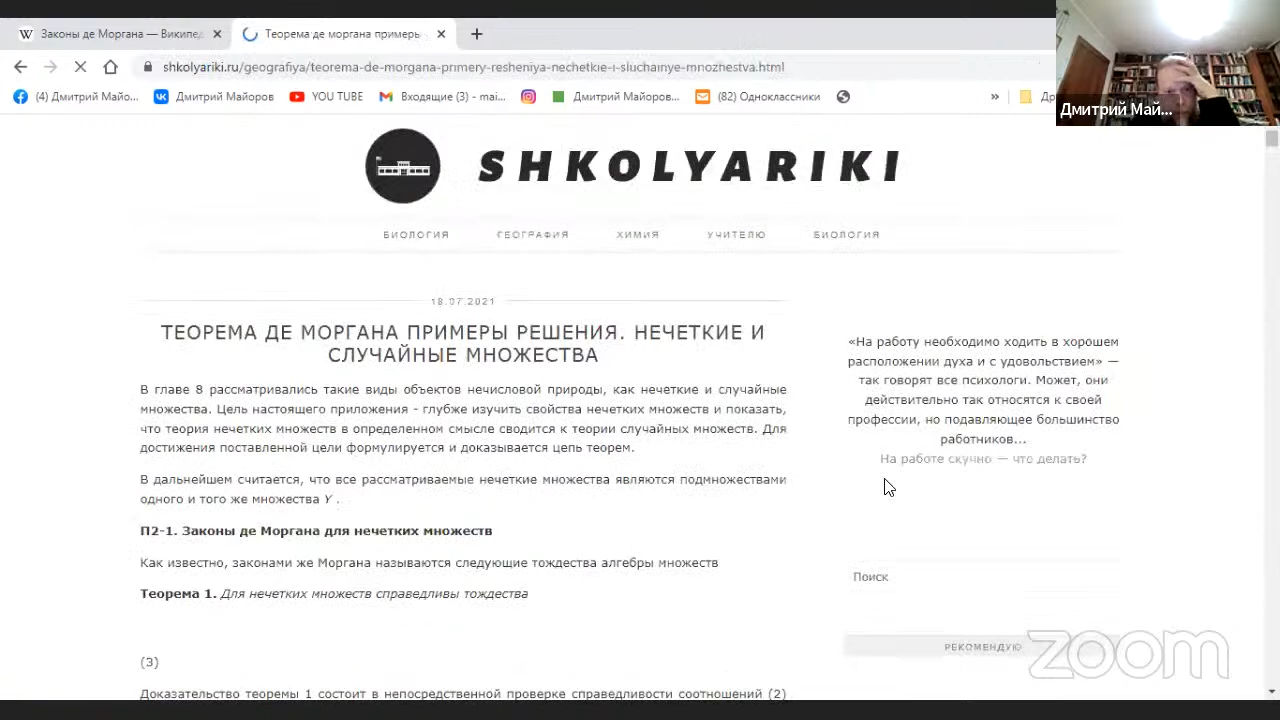 Законы де Моргана — Википед
Теорема де моргана примеры
shkolyariki.ru/geografiya/teorema-de-morgana-primery-resheniya-nechetkie-i-sluchainye-mnozhestva.html
(4) Дмитрий Майо... Дмитрий Майоров YOU TUBE Входящие (3) - mai... Дмитрий Майоров... (82) Одноклассники » Др
Дмитрий Май...
SHKOLYARIKI
БИОЛОГИЯ ГЕОГРАФИЯ ХИМИЯ УЧИТЕЛЮ БИОЛОГИЯ
18.07.2021
ТЕОРЕМА ДЕ МОРГАНА ПРИМЕРЫ РЕШЕНИЯ. НЕЧЕТКИЕ И
СЛУЧАЙНЫЕ МНОЖЕСТВА
В главе 8 рассматривались такие виды объектов нечисловой природы, как нечеткие и случайные
множества. Цель настоящего приложения - глубже изучить свойства нечетких множеств и показать,
что теория нечетких множеств в определенном смысле сводится к теории случайных множеств. Для
достижения поставленной цели формулируется и доказывается цепь теорем.
В дальнейшем считается, что все рассматриваемые нечеткие множества являются подмножествами
одного и того же множества Y .
П2-1. Законы де Моргана для нечетких множеств
Как известно, законами же Моргана называются следующие тождества алгебры множеств
Теорема 1. Для нечетких множеств справедливы тождества
(3)
Доказательство теоремы 1 состоит в непосредственной проверке справедливости соотношений (2)
«На работу необходимо ходить в хорошем
расположении духа и с удовольствием» —
так говорят все психологи. Может, они
действительно так относятся к своей
профессии, но подавляющее большинство
работников...
На работе скучно — что делать?
Поиск
РЕКОМЕНДУЮ
zoom